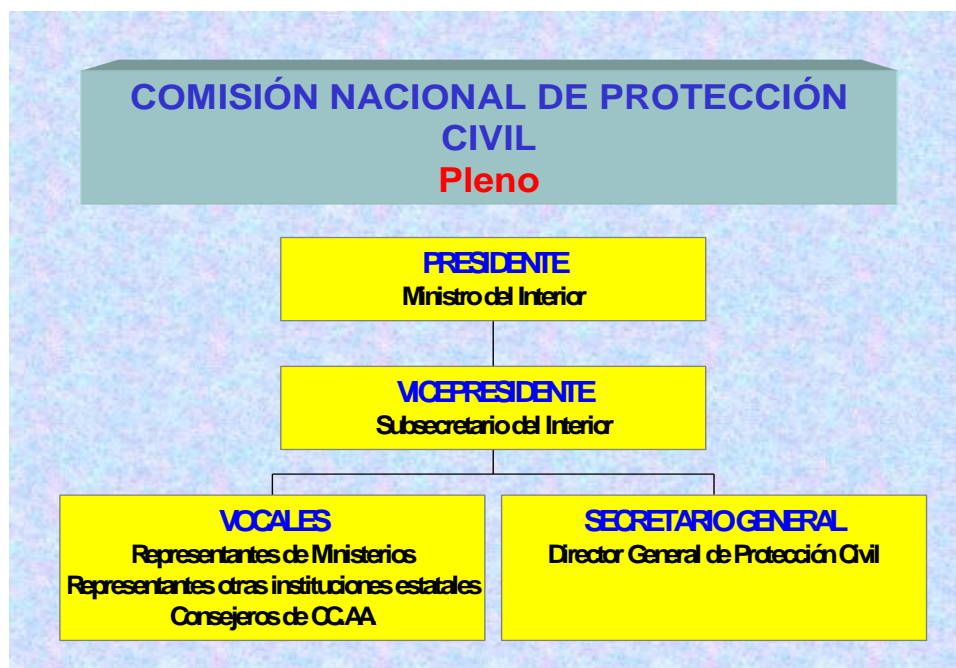 COMISIÓN NACIONAL DE PROTECCIÓN
CIVIL
Pleno
PRESIDENTE
Ministro del Interior
VICEPRESIDENTE
Subsecretario del Interior
VOCALES
Representantes de Ministerios
Representantes otras instituciones estatales
Consejeros de CC.AA
SECRETARIO GENERAL
Director General de Protección Civil